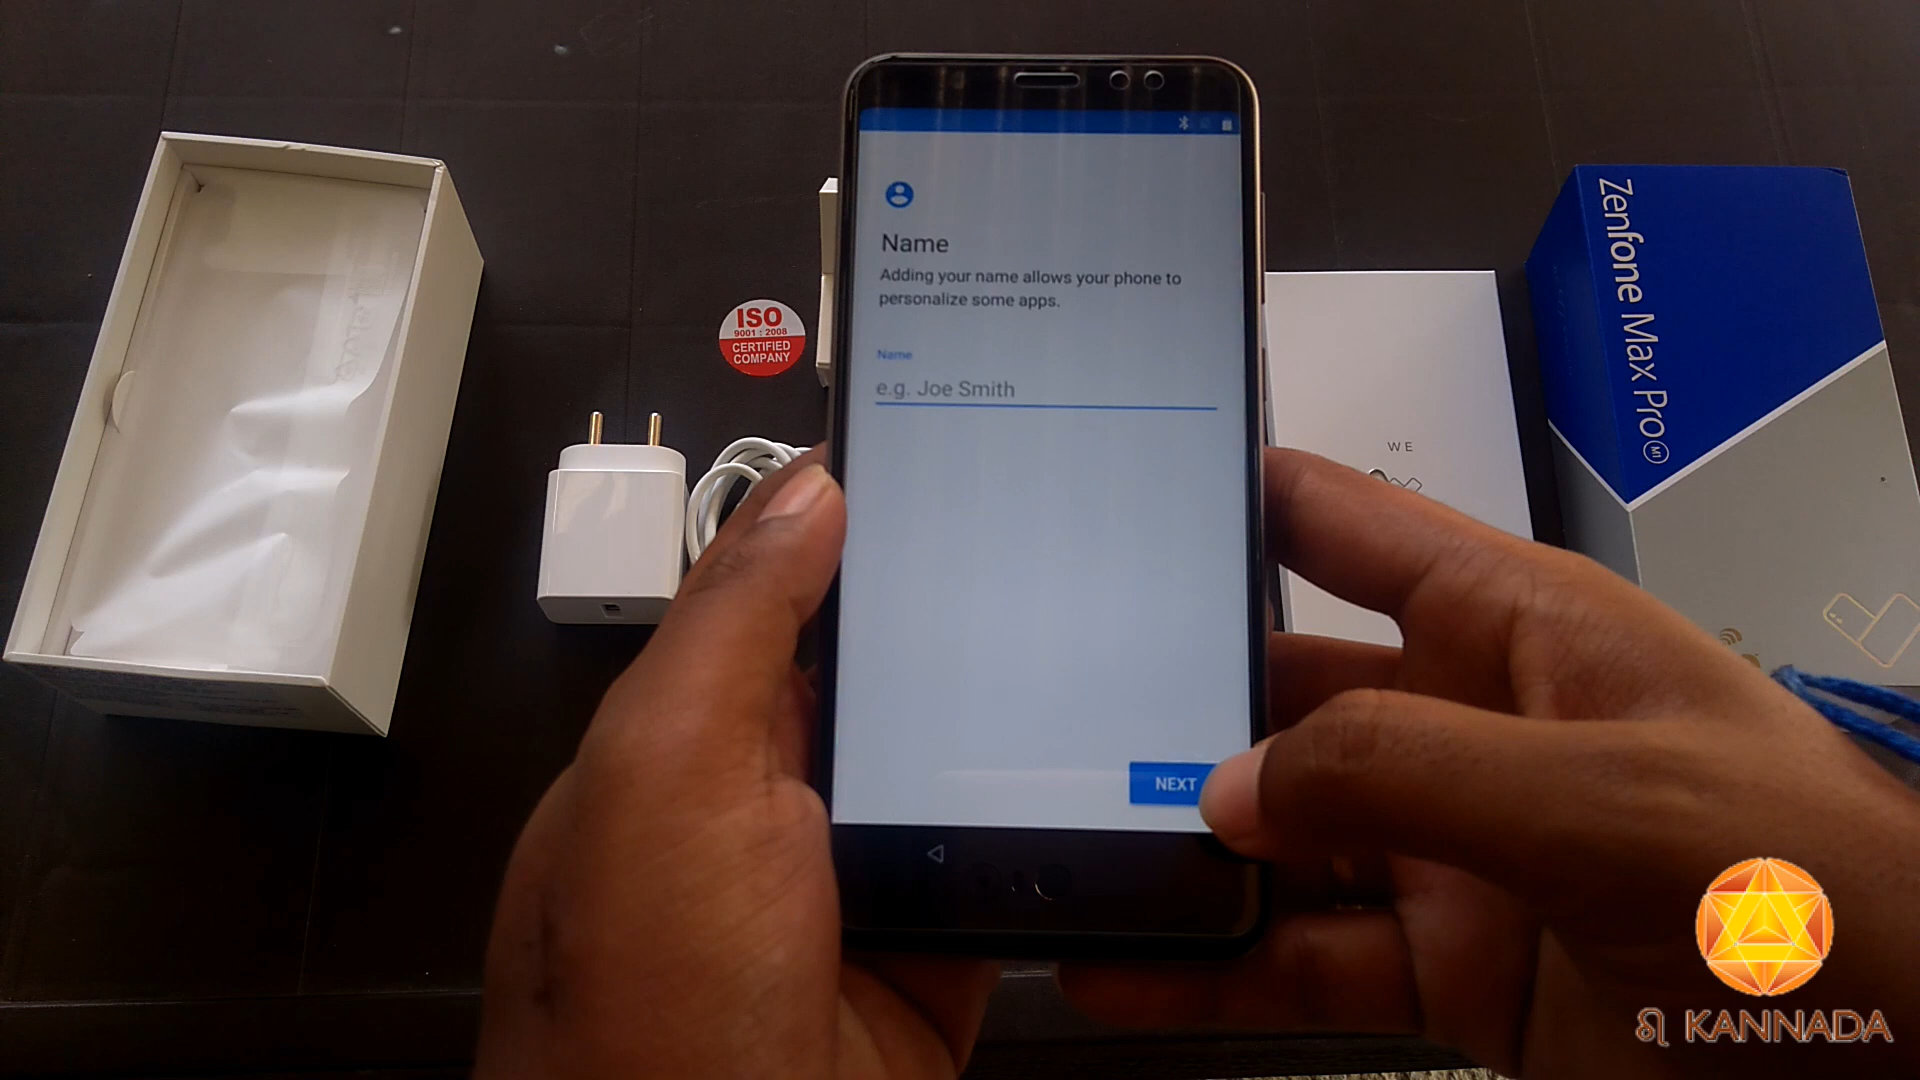 Name
Adding your name allows your phone to
personalize some apps.
Name
e.g. Joe Smith
NEXT
ISO
9001 : 2008
CERTIFIED
COMPANY
WE
Zenfone Max Pro M1
KANNADA